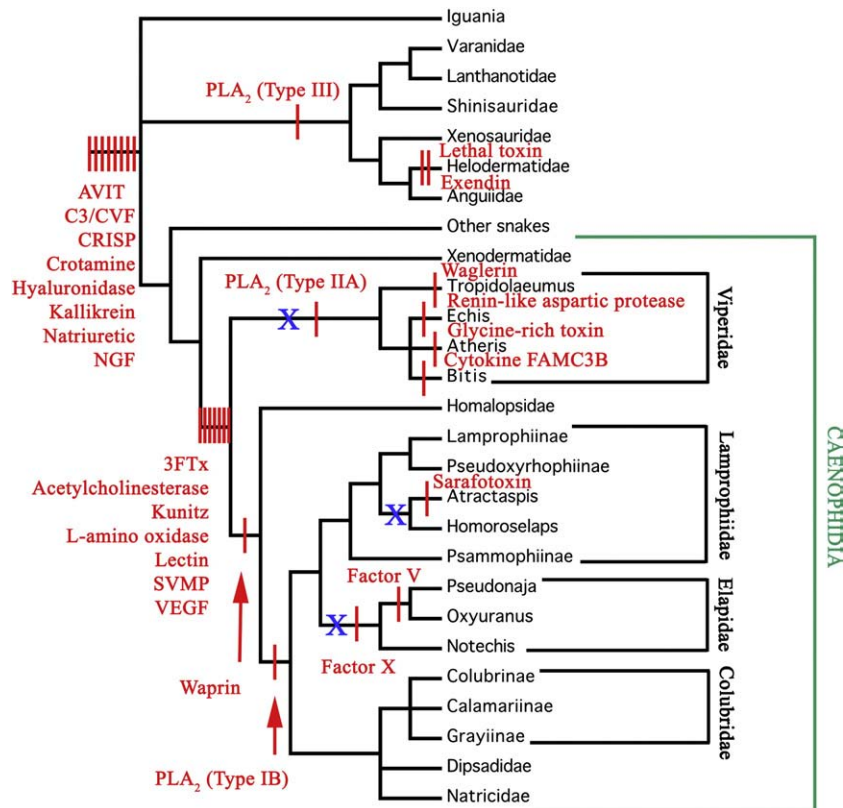 Iguania
Varanidae
Lanthanotidae
PLA₂ (Type III)
Shinisauridae
Xenosauridae
Lethal toxin
Helodermatidae
Exendin
Anguiidae
AVIT
C3/CVF
CRISP
Crotamine
Hyaluronidase
Kallikrein
Natriuretic
NGF
Other snakes
Xenodermatidae
Waglerin
PLA₂ (Type IIA)
Tropidolaeumus
Renin-like aspartic protease
X
Echis
Glycine-rich toxin
Atheris
Cytokine FAMC3B
Bitis
Viperidae
Homalopsidae
3FTx
Acetylcholinesterase
Kunitz
L-amino oxidase
Lectin
SVMP
VEGF
Lamprophiinae
Pseudoxyrhophiinae
Sarafotoxin
Atractaspis
X
Homoroselaps
Psammophiinae
Lamprophiidae
CAENOPHIDIA
Factor V
Pseudonaja
Oxyuranus
X
Notechis
Elapidae
Factor X
Waprin
Colubrinae
Calamariinae
Grayiinae
Colubridae
PLA₂ (Type IB)
Dipsadidae
Natricidae